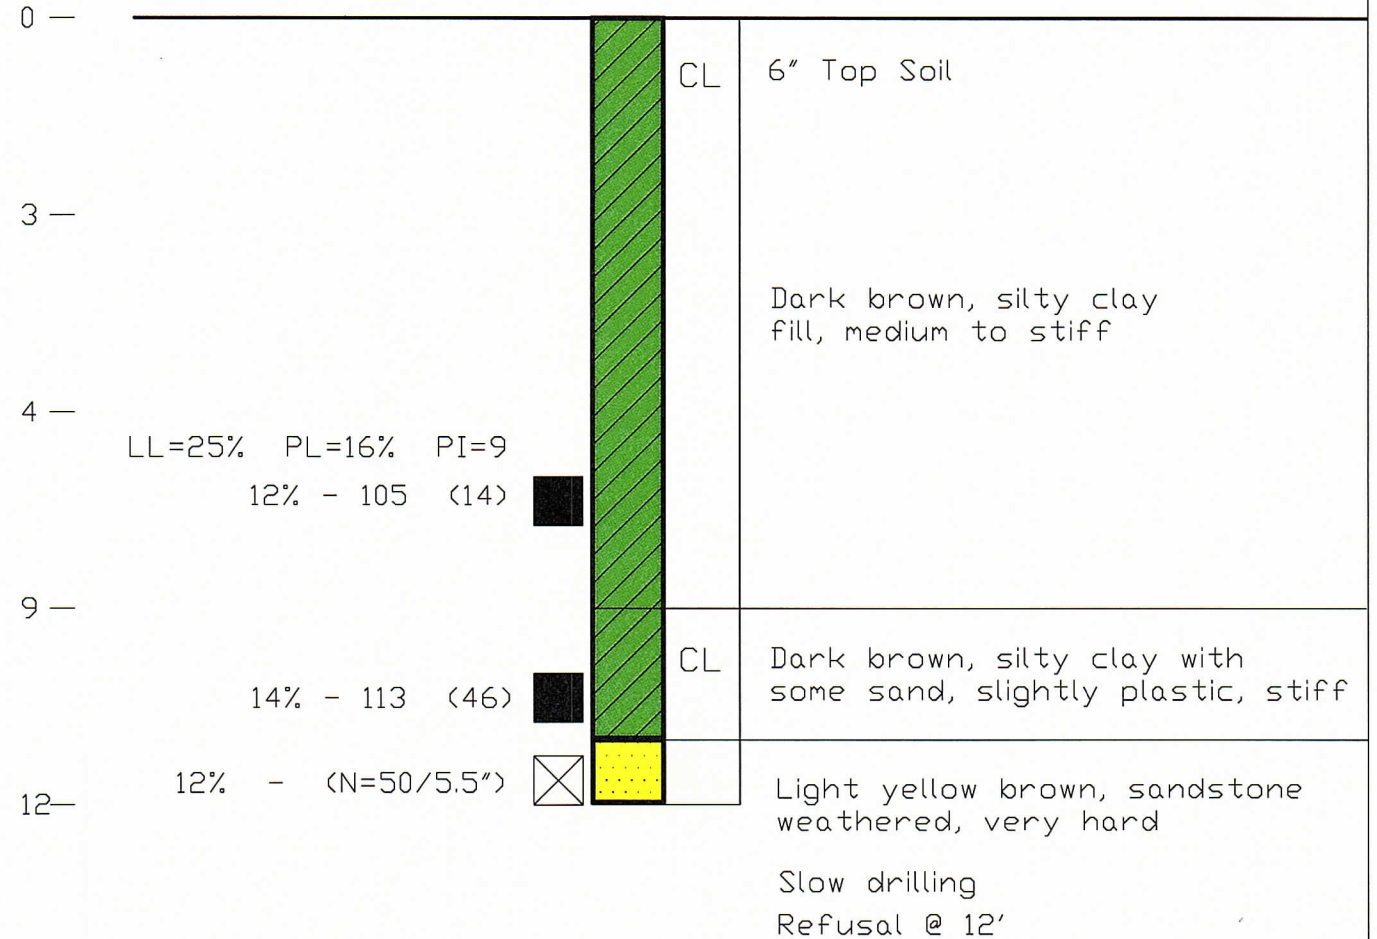 0
CL
6" Top Soil
3
Dark brown, silty clay
fill, medium to stiff
4
LL=25% PL=16% PI=9
12% - 105 (14)
9
CL
Dark brown, silty clay with
some sand, slightly plastic, stiff
14% - 113 (46)
12% - (N=50/5.5")
12
Light yellow brown, sandstone
weathered, very hard
Slow drilling
Refusal @ 12'